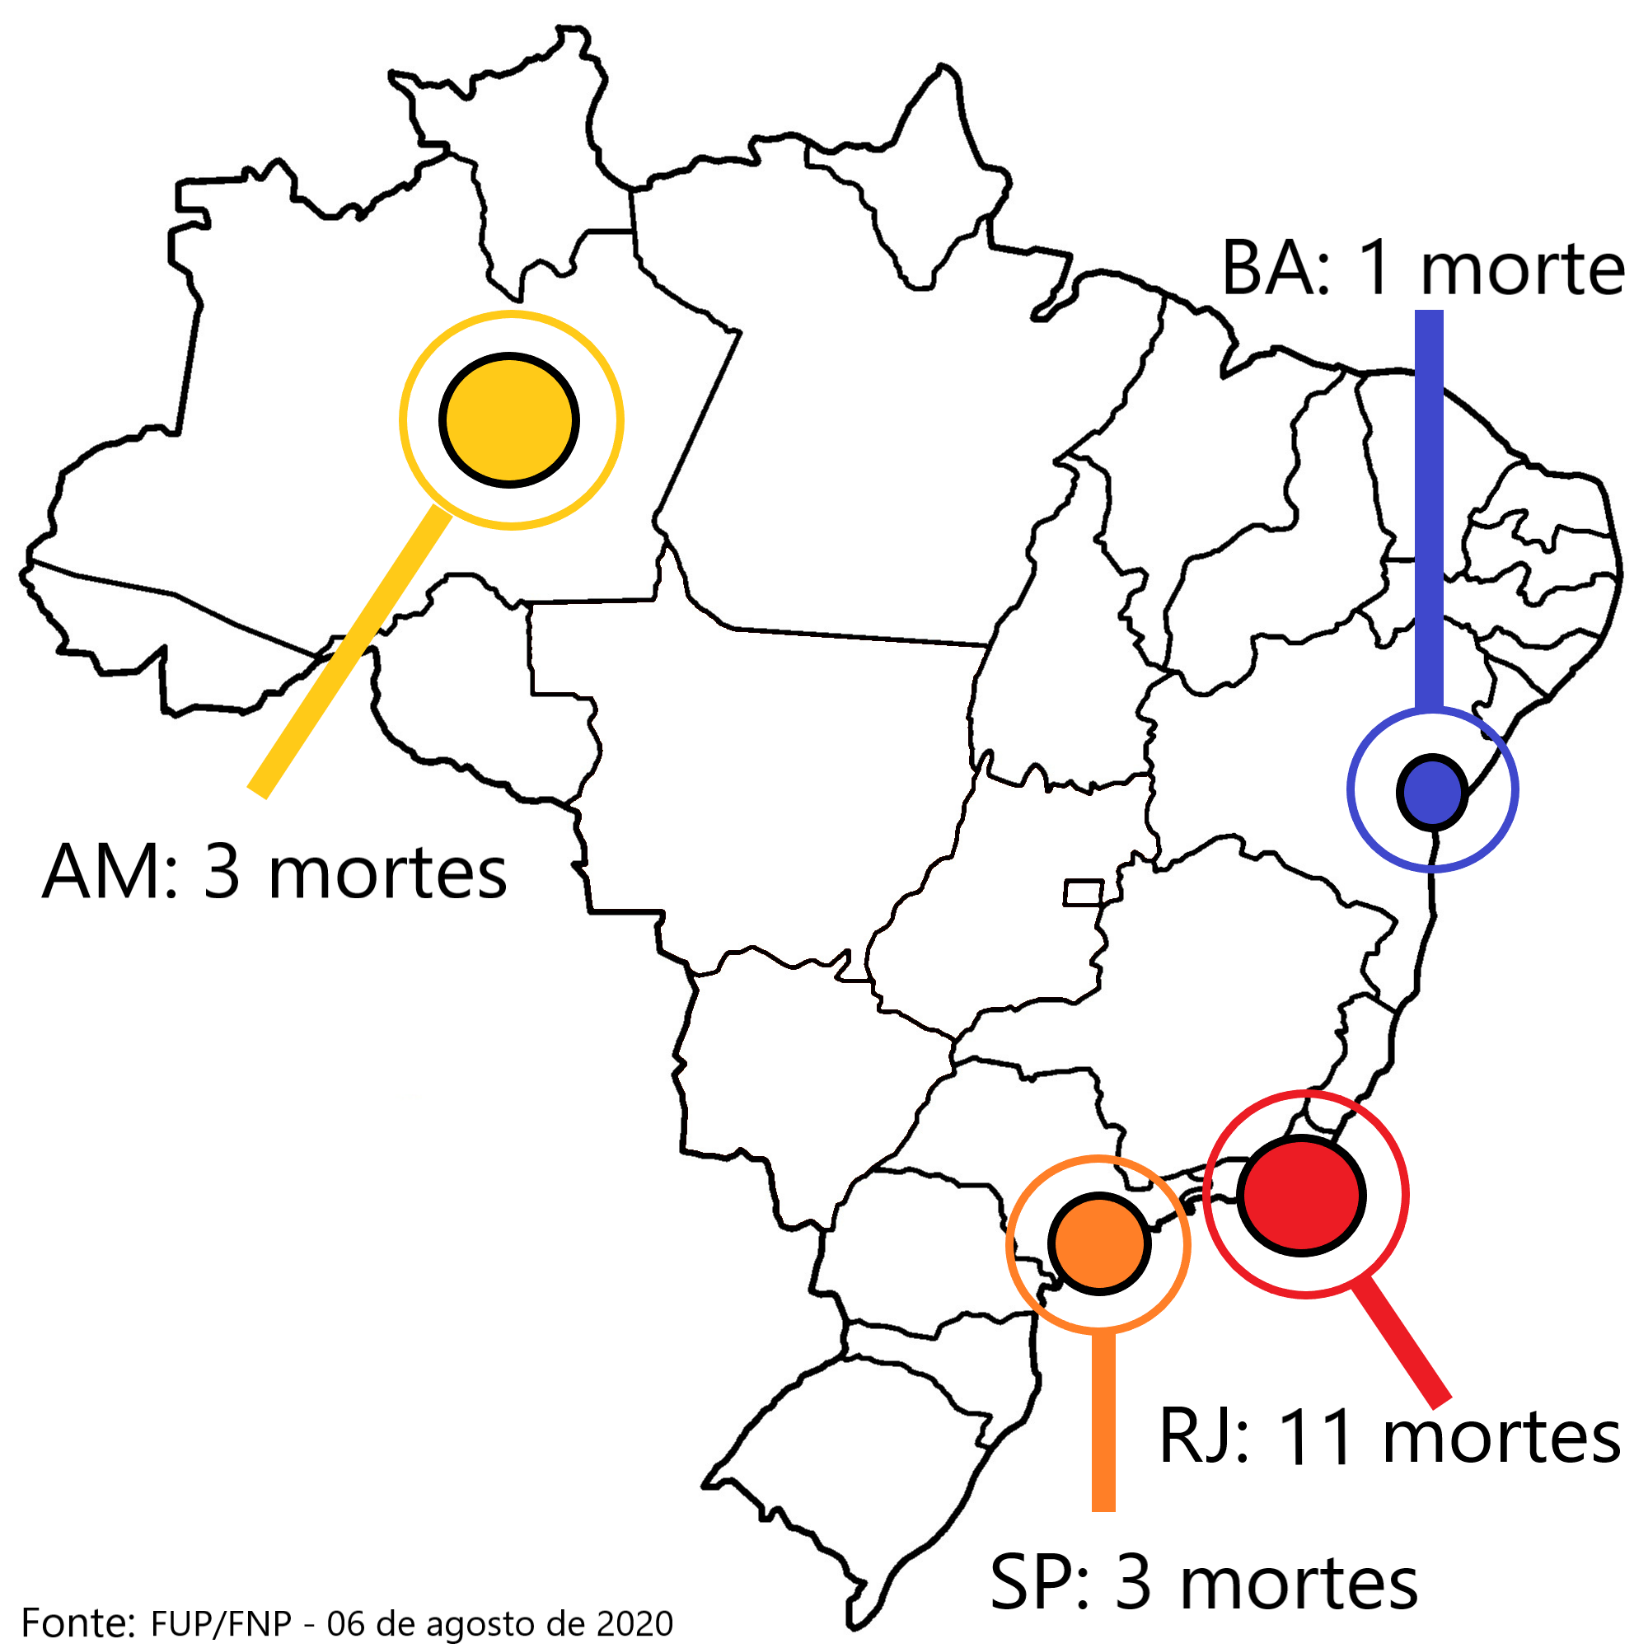 BA: 1 morte
AM: 3 mortes
RJ: 11 mortes
SP: 3 mortes
Fonte: FUP/FNP - 06 de agosto de 2020